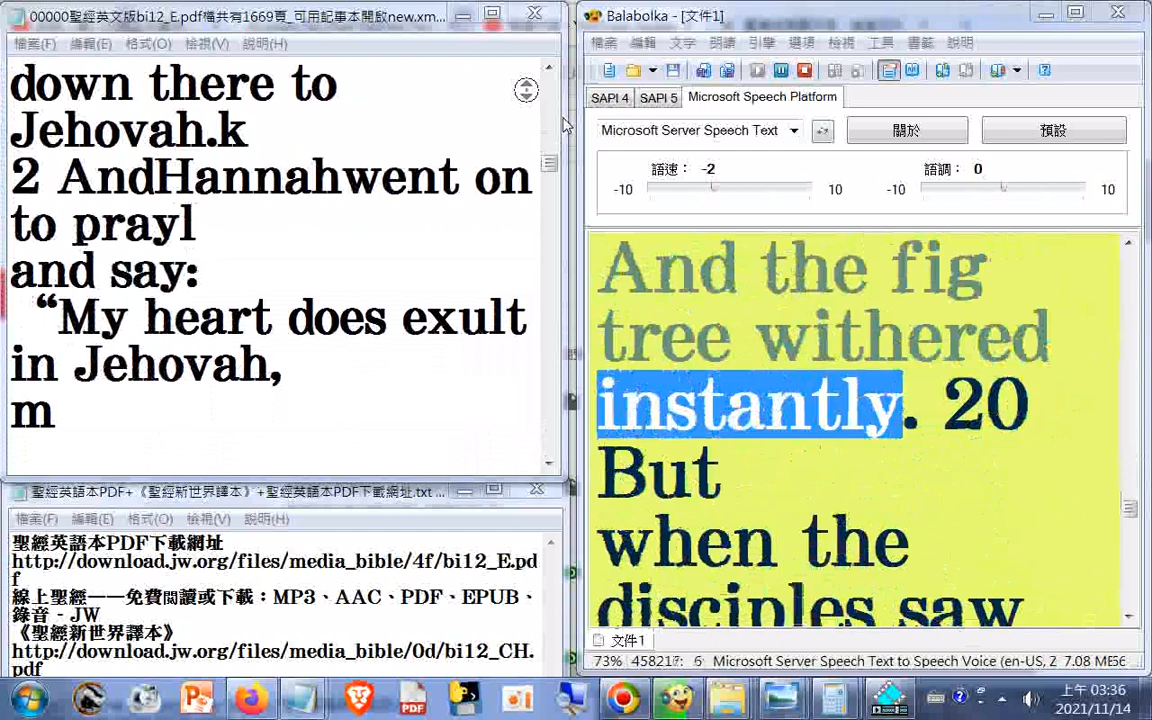 00000聖經英文版bi12_E.pdf檔共有1669頁_可用記事本開啟new.xm...
檔案(F) 編輯(E) 格式(O) 檢視(V) 說明(H)
down there to
Jehovah.k
2 AndHannahwent on
to prayl
and say:
“My heart does exult
in Jehovah,
m
聖經英語本PDF+《聖經新世界譯本》+聖經英語本PDF下載網址.txt ...
檔案(F) 編輯(E) 格式(O) 檢視(V) 說明(H)
聖經英語本PDF下載網址
http://download.jw.org/files/media_bible/4f/bi12_E.pd
f
線上聖經——免費閱讀或下載：MP3、AAC、PDF、EPUB、
錄音 - JW
《聖經新世界譯本》
http://download.jw.org/files/media_bible/0d/bi12_CH.
pdf
Balabolka - [文件1]
檔案 編輯 文字 朗讀 引擎 選項 檢視 工具 書籤 說明
SAPI 4 SAPI 5 Microsoft Speech Platform
Microsoft Server Speech Text 關於 預設
語速： -2 語調： 0
-10 10 -10 10
And the fig
tree withered
instantly. 20
But
when the
disciples saw
文件1
73% 458217: 6 Microsoft Server Speech Text to Speech Voice (en-US, Z 7.08 ME56
上午 03:36
2021/11/14